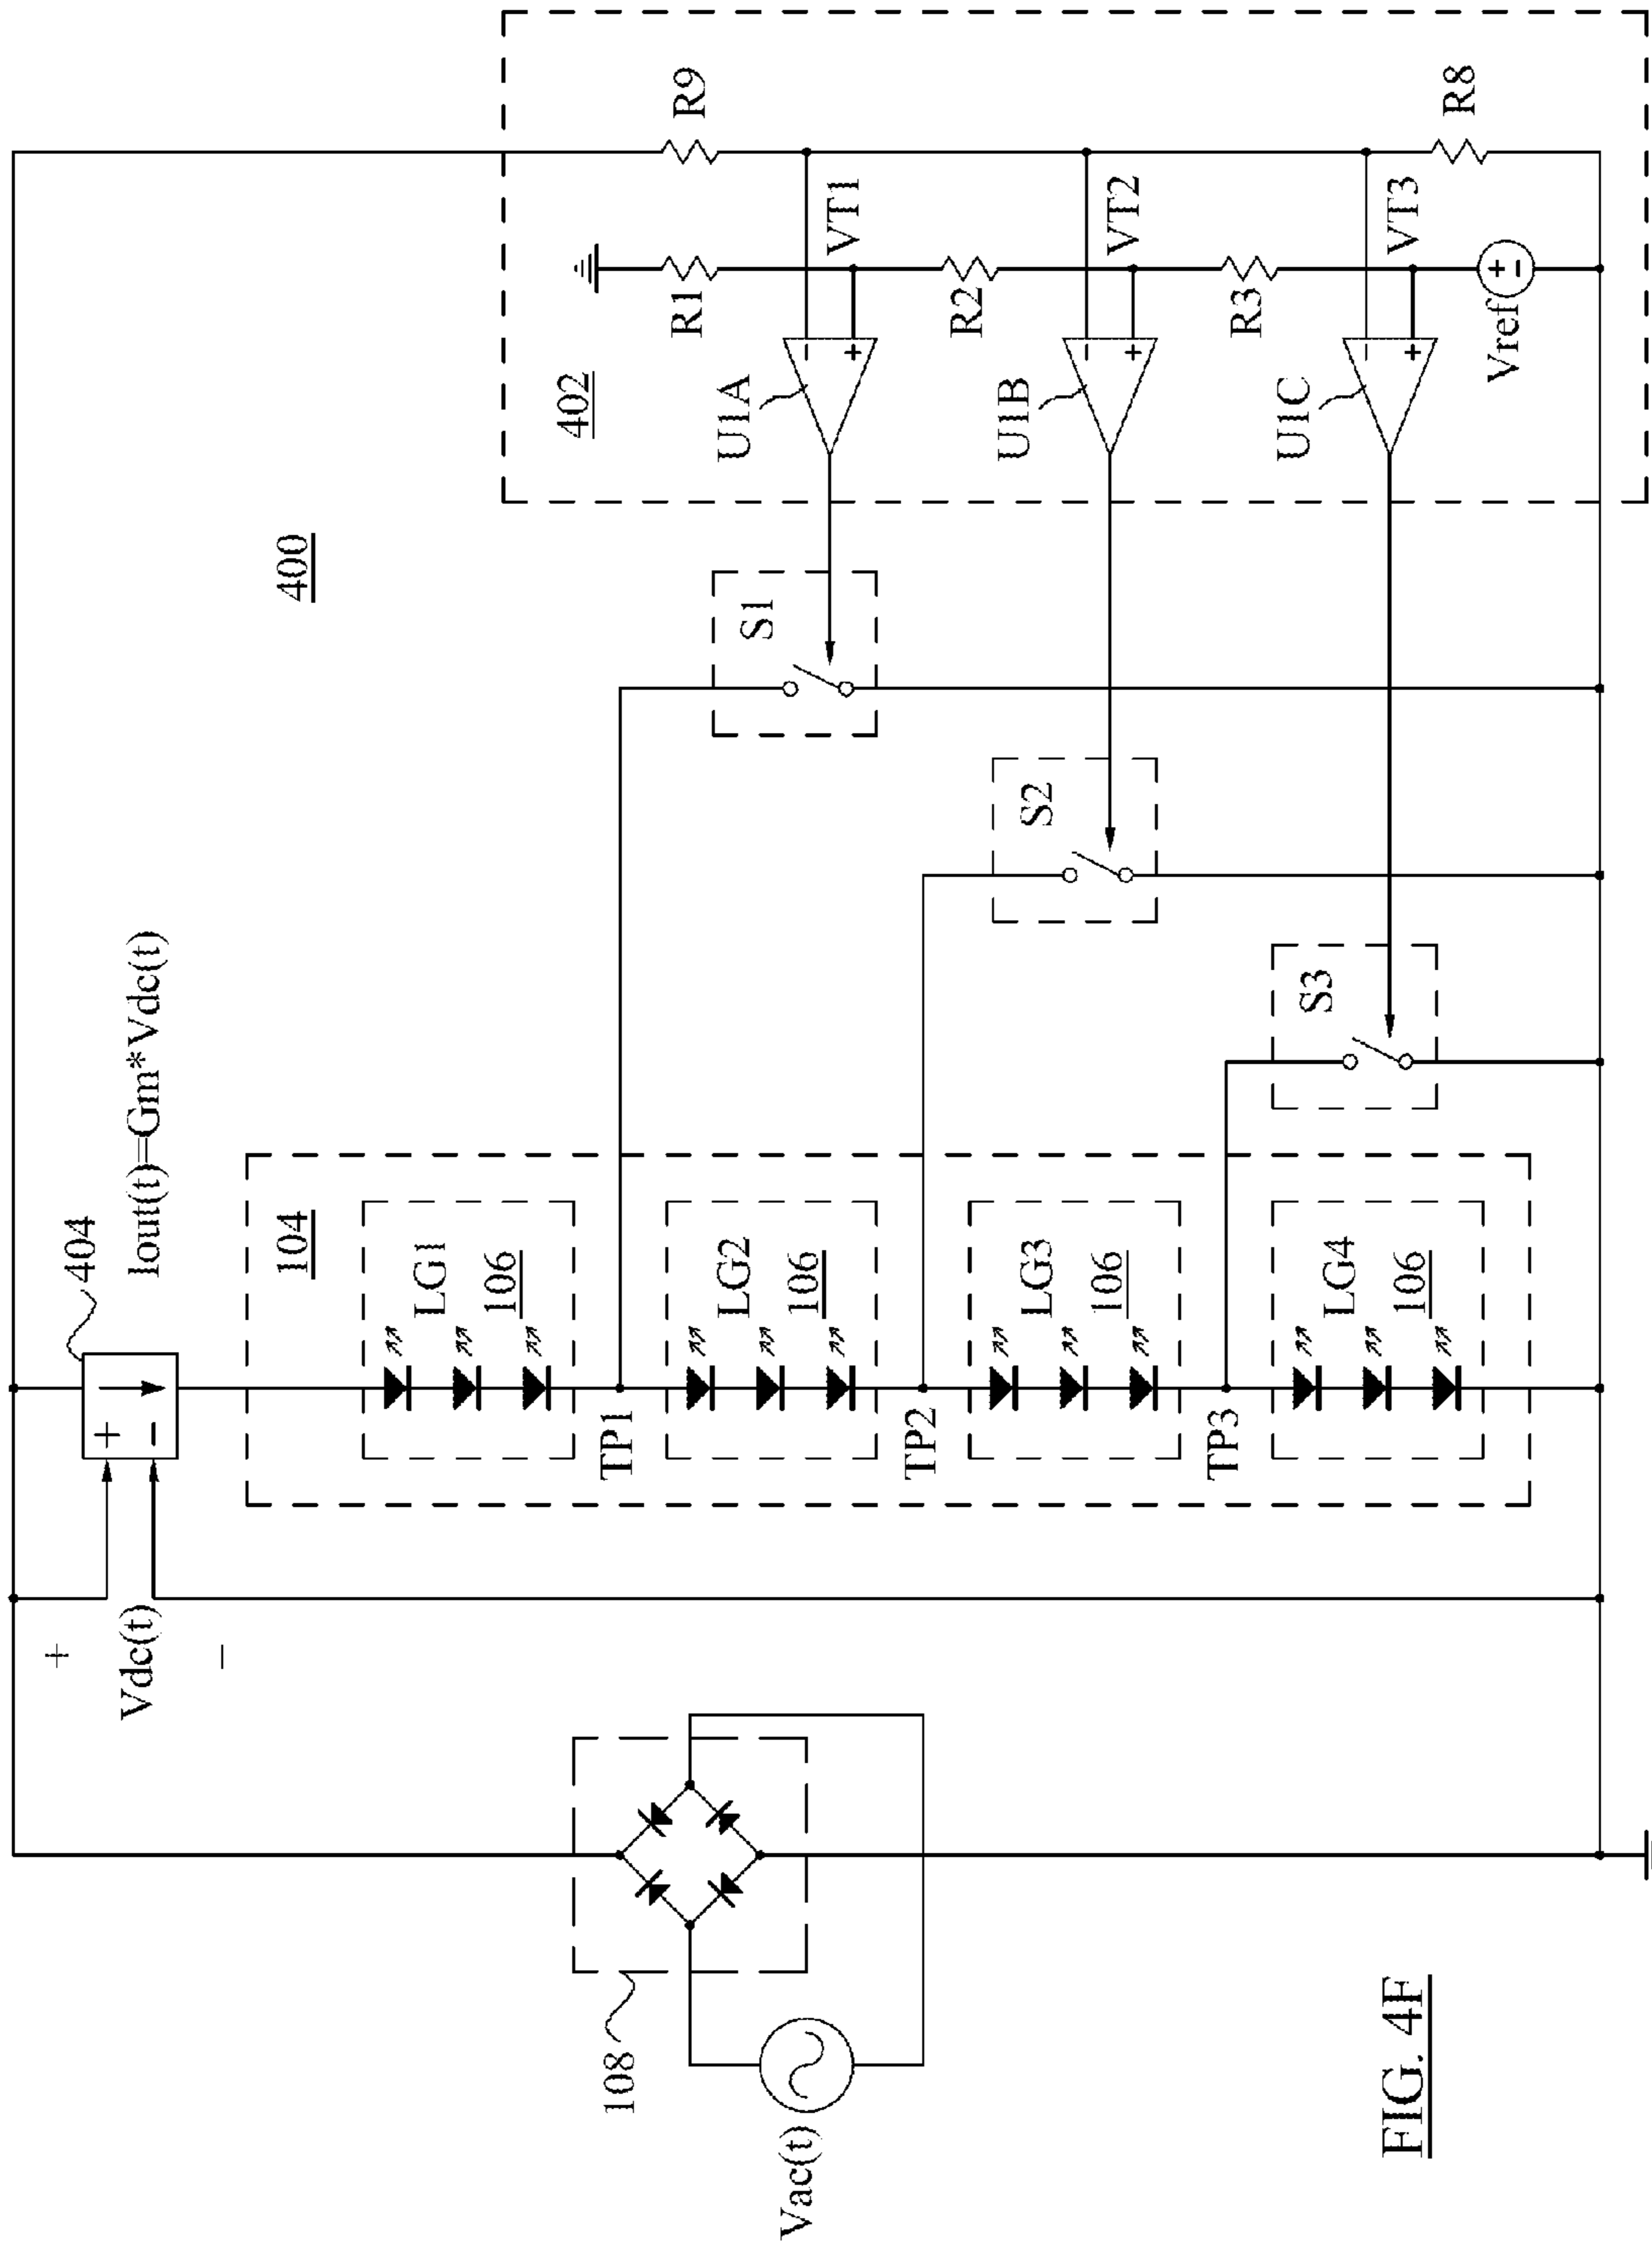 400
404
Iout(t)=Gm*Vdc(t)
+
Vdc(t)
−
+
−
104
LG1
106
TP1
LG2
106
TP2
LG3
106
TP3
LG4
106
S1
S2
S3
402
R9
R1
VT1
U1A
−
+
R2
VT2
U1B
−
+
R3
VT3
U1C
−
+
R8
Vref
+
−
108
Vac(t)
FIG. 4F